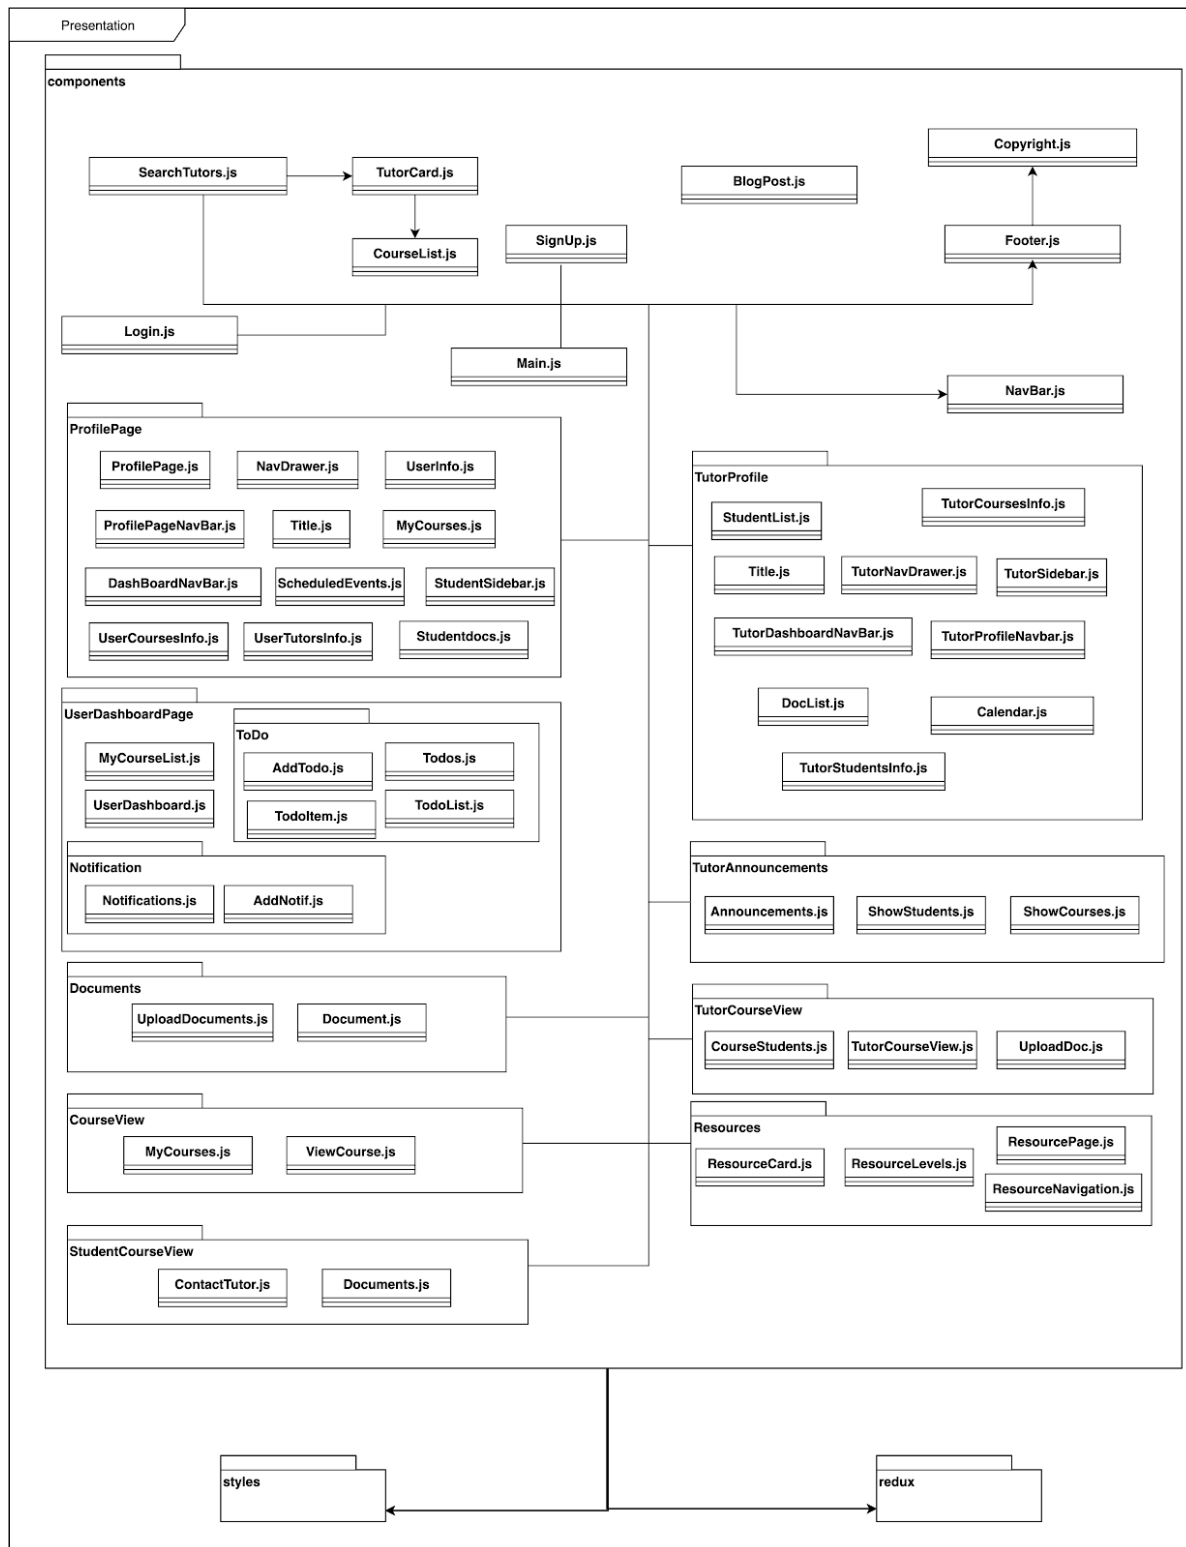 Presentation
components
Copyright.js
SearchTutors.js
TutorCard.js
BlogPost.js
SignUp.js
Footer.js
CourseList.js
Login.js
Main.js
NavBar.js
ProfilePage
ProfilePage.js
NavDrawer.js
UserInfo.js
ProfilePageNavBar.js
Title.js
MyCourses.js
DashBoardNavBar.js
ScheduledEvents.js
StudentSidebar.js
UserCoursesInfo.js
UserTutorsInfo.js
Studentdocs.js
TutorProfile
StudentList.js
TutorCoursesInfo.js
Title.js
TutorNavDrawer.js
TutorSidebar.js
TutorDashboardNavBar.js
TutorProfileNavbar.js
DocList.js
Calendar.js
TutorStudentsInfo.js
UserDashboardPage
MyCourseList.js
UserDashboard.js
ToDo
AddTodo.js
Todos.js
TodoItem.js
TodoList.js
Notification
Notifications.js
AddNotif.js
TutorAnnouncements
Announcements.js
ShowStudents.js
ShowCourses.js
Documents
UploadDocuments.js
Document.js
TutorCourseView
CourseStudents.js
TutorCourseView.js
UploadDoc.js
CourseView
MyCourses.js
ViewCourse.js
Resources
ResourceCard.js
ResourceLevels.js
ResourcePage.js
ResourceNavigation.js
StudentCourseView
ContactTutor.js
Documents.js
styles
redux